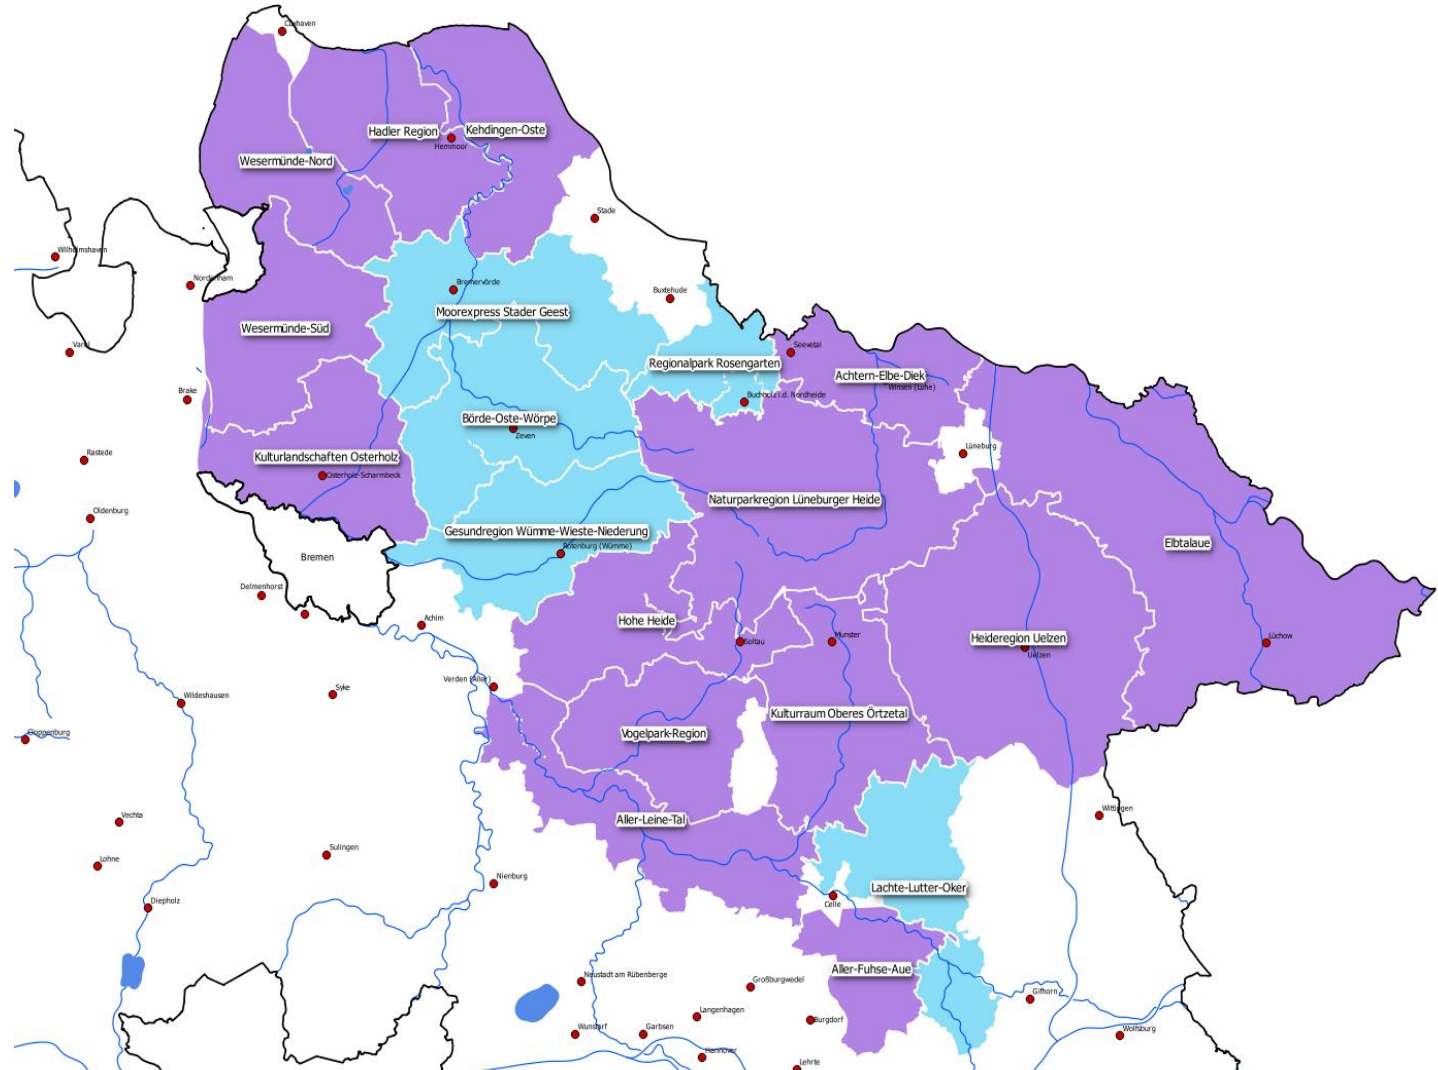 Cuxhaven
Hadler Region
Kehdingen-Oste
Hemmoor
Wesermünde-Nord
Stade
Wilhelmshaven
Nordenham
Bremervörde
Buxtehude
Moorexpress Stader Geest
Wesermünde-Süd
Varel
Seevetal
Regionalpark Rosengarten
Achtern-Elbe-Diek
Winsen (Luhe)
Brake
Buchholz i.d. Nordheide
Börde-Oste-Wörpe
Zeven
Lüneburg
Rastede
Kulturlandschaften Osterholz
Osterholz-Scharmbeck
Naturparkregion Lüneburger Heide
Oldenburg
Gesundregion Wümme-Wieste-Niederung
Rotenburg (Wümme)
Elbtalaue
Bremen
Delmenhorst
Achim
Hohe Heide
Soltau
Munster
Heideregion Uelzen
Uelzen
Lüchow
Verden (Aller)
Syke
Wildeshausen
Kulturraum Oberes Örtzetal
Cloppenburg
Vogelpark-Region
Vechta
Aller-Leine-Tal
Wittingen
Sulingen
Lohne
Nienburg
Lachte-Lutter-Oker
Diepholz
Celle
Aller-Fuhse-Aue
Neustadt am Rübenberge
Großburgwedel
Gifhorn
Langenhagen
Burgdorf
Wunstorf
Garbsen
Wolfsburg
Hannover
Lehrte